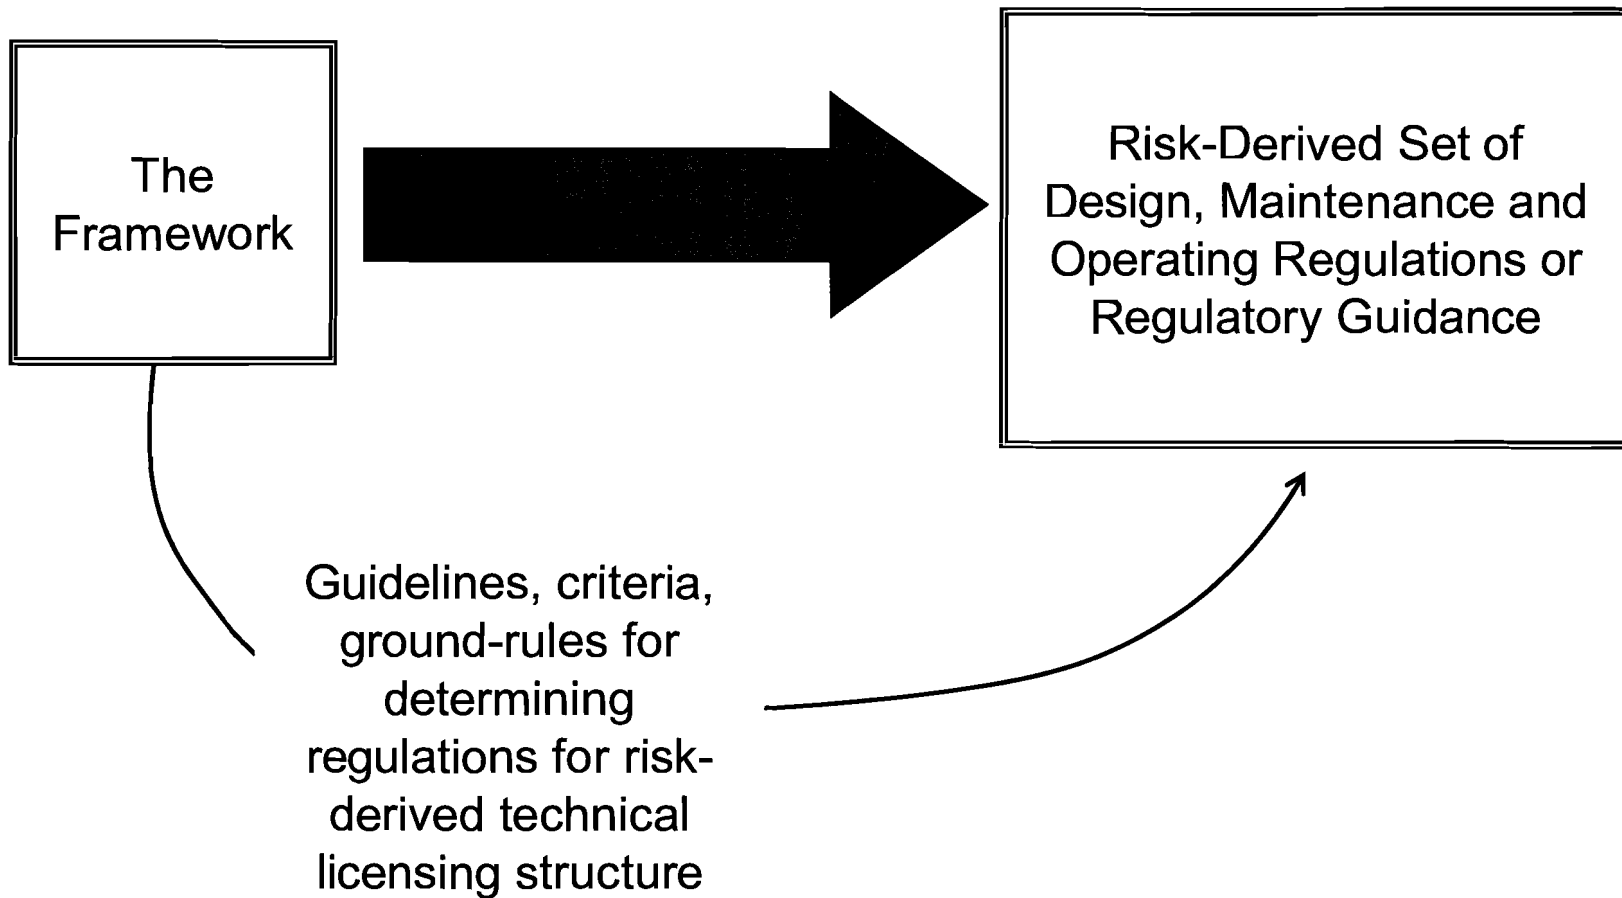 The
Framework
Risk-Derived Set of
Design, Maintenance and
Operating Regulations or
Regulatory Guidance
Guidelines, criteria,
ground-rules for
determining
regulations for risk-
derived technical
licensing structure